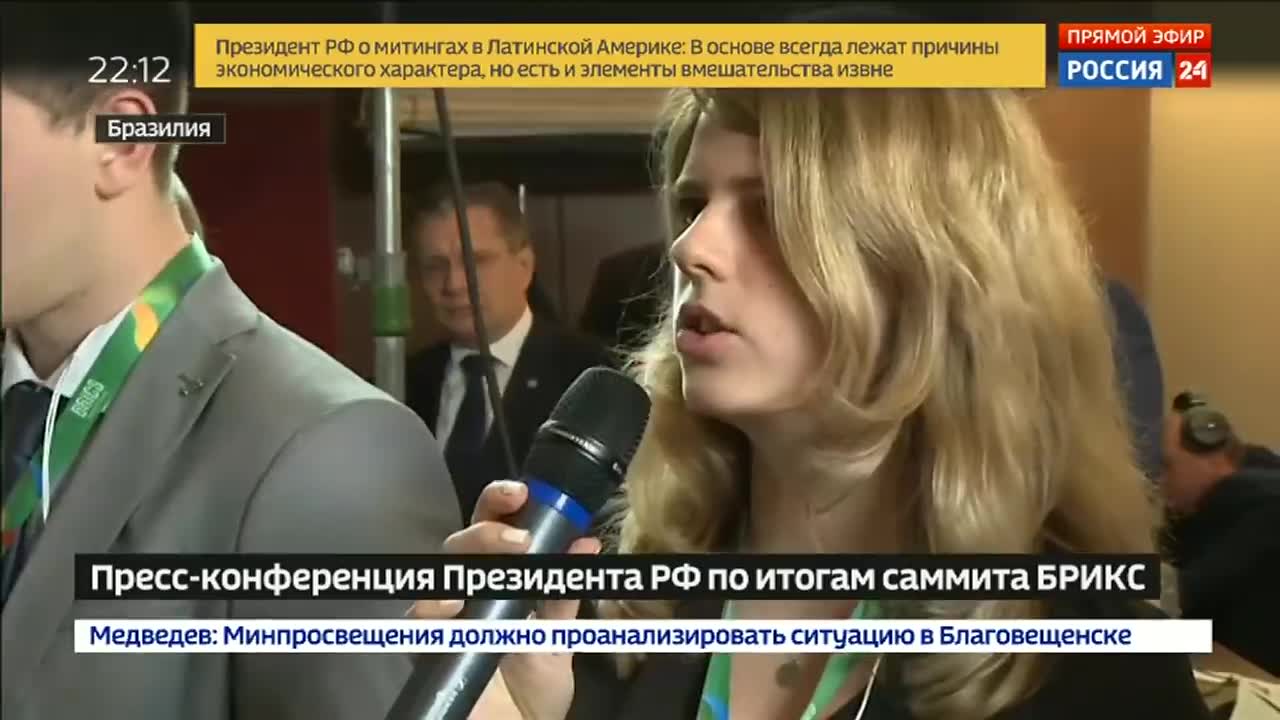 Президент РФ о митингах в Латинской Америке: В основе всегда лежат причины
экономического характера, но есть и элементы вмешательства извне
ПРЯМОЙ ЭФИР
РОССИЯ 24
22:12
Бразилия
BRICS
Пресс-конференция Президента РФ по итогам саммита БРИКС
Медведев: Минпросвещения должно проанализировать ситуацию в Благовещенске